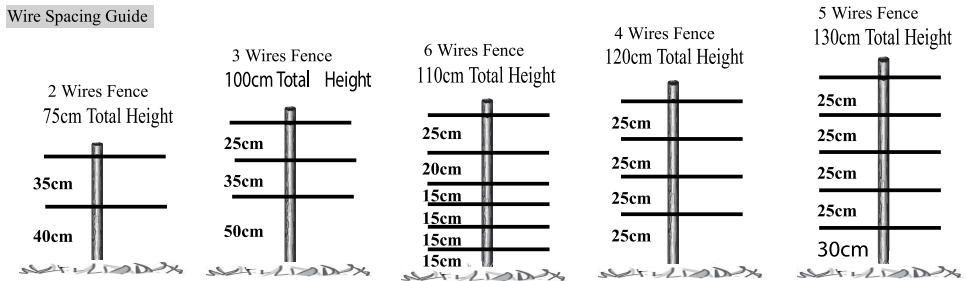 Wire Spacing Guide
2 Wires Fence
75cm Total Height
35cm
40cm
3 Wires Fence
100cm Total Height
25cm
35cm
50cm
6 Wires Fence
110cm Total Height
25cm
20cm
15cm
15cm
15cm
15cm
4 Wires Fence
120cm Total Height
25cm
25cm
25cm
25cm
5 Wires Fence
130cm Total Height
25cm
25cm
25cm
25cm
30cm